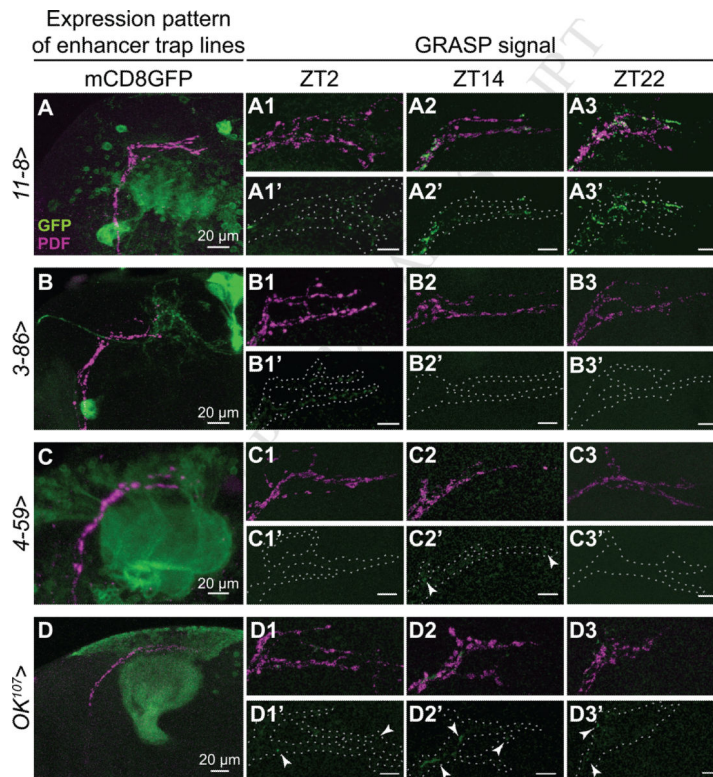 Expression pattern
of enhancer trap lines
GRASP signal
mCD8GFP
ZT2
ZT14
ZT22
11-8>
A
GFP
PDF
20 µm
A1
A2
A3
A1'
A2'
A3'
3-86>
B
20 µm
B1
B2
B3
B1'
B2'
B3'
4-59>
C
20 µm
C1
C2
C3
C1'
C2'
C3'
OK107>
D
20 µm
D1
D2
D3
D1'
D2'
D3'